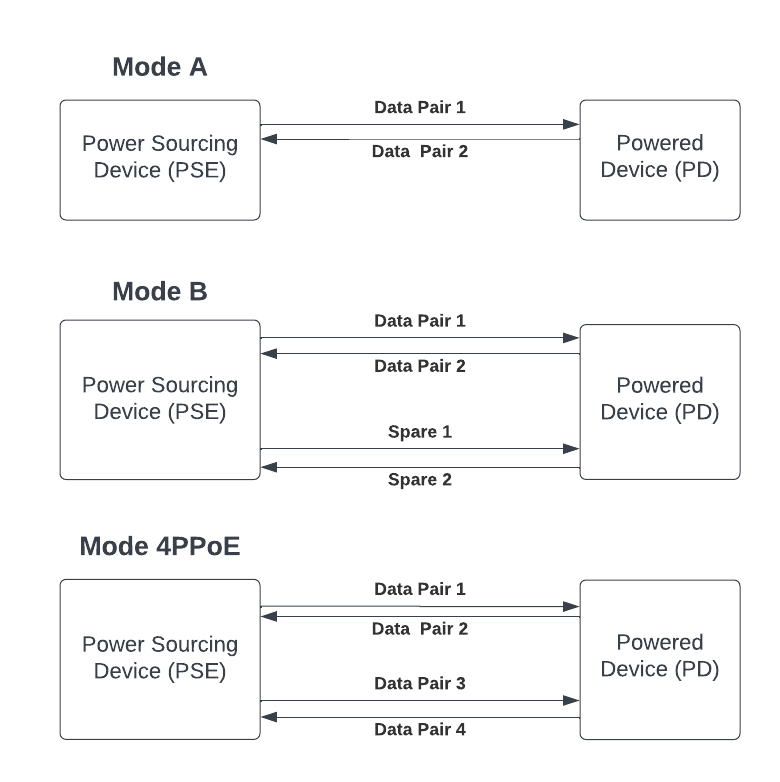 Mode A
Data Pair 1
Power Sourcing
Device (PSE)
Powered
Device (PD)
Data Pair 2
Mode B
Data Pair 1
Data Pair 2
Power Sourcing
Device (PSE)
Powered
Device (PD)
Spare 1
Spare 2
Mode 4PPoE
Data Pair 1
Data Pair 2
Power Sourcing
Device (PSE)
Powered
Device (PD)
Data Pair 3
Data Pair 4